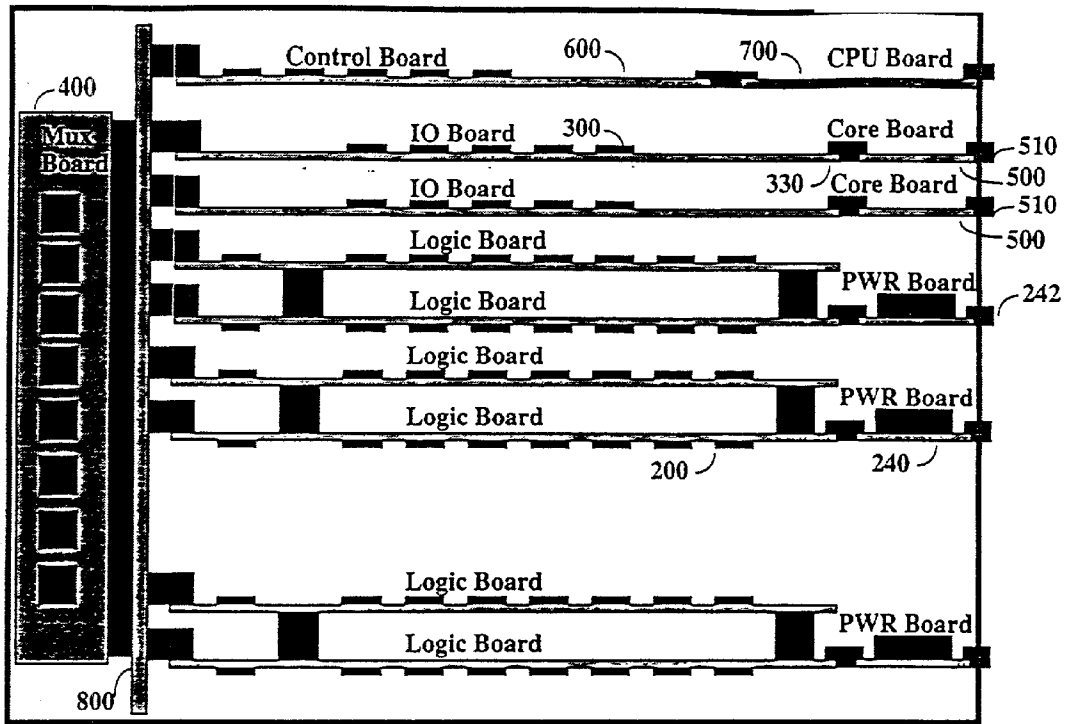 Control Board 600 700 CPU Board
400
Mux
Board
IO Board 300 Core Board
510
330 500
IO Board Core Board
510
500
Logic Board
PWR Board
242
Logic Board
Logic Board
PWR Board
Logic Board
200 240
Logic Board
PWR Board
Logic Board
800